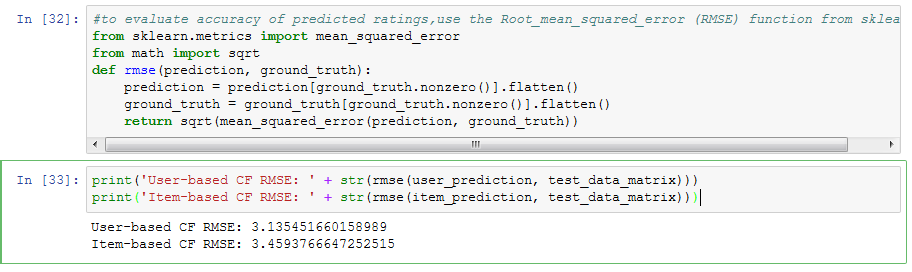 In [32]:
#to evaluate accuracy of predicted ratings,use the Root_mean_squared_error (RMSE) function from sklea
from sklearn.metrics import mean_squared_error
from math import sqrt
def rmse(prediction, ground_truth):
    prediction = prediction[ground_truth.nonzero()].flatten()
    ground_truth = ground_truth[ground_truth.nonzero()].flatten()
    return sqrt(mean_squared_error(prediction, ground_truth))
In [33]:
print('User-based CF RMSE: ' + str(rmse(user_prediction, test_data_matrix)))
print('Item-based CF RMSE: ' + str(rmse(item_prediction, test_data_matrix)))
User-based CF RMSE: 3.135451660158989
Item-based CF RMSE: 3.4593766647252515